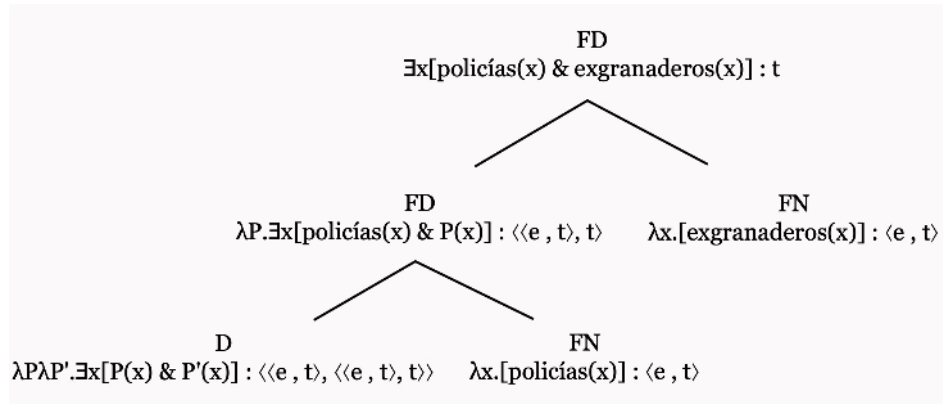 FD
∃x[policías(x) & exgranaderos(x)] : t
FD
λP.∃x[policías(x) & P(x)] : ⟨⟨e , t⟩, t⟩
FN
λx.[exgranaderos(x)] : ⟨e , t⟩
D
λPλP'.∃x[P(x) & P'(x)] : ⟨⟨e , t⟩, ⟨⟨e , t⟩, t⟩⟩
FN
λx.[policías(x)] : ⟨e , t⟩